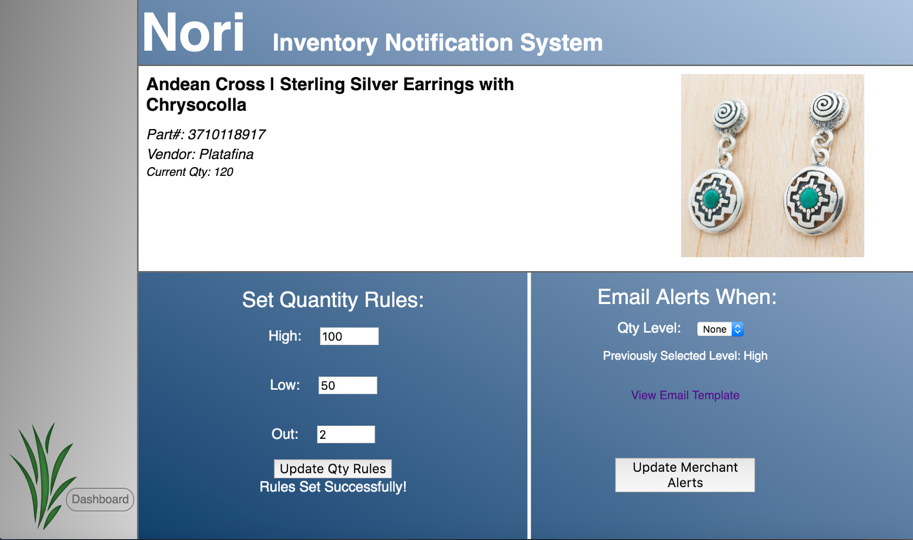 Nori Inventory Notification System
Andean Cross | Sterling Silver Earrings with
Chrysocolla
Part#: 3710118917
Vendor: Platafina
Current Qty: 120
Set Quantity Rules:
High: 100
Low: 50
Out: 2
Update Qty Rules
Rules Set Successfully!
Email Alerts When:
Qty Level: None
Previously Selected Level: High
View Email Template
Update Merchant
Alerts
Dashboard